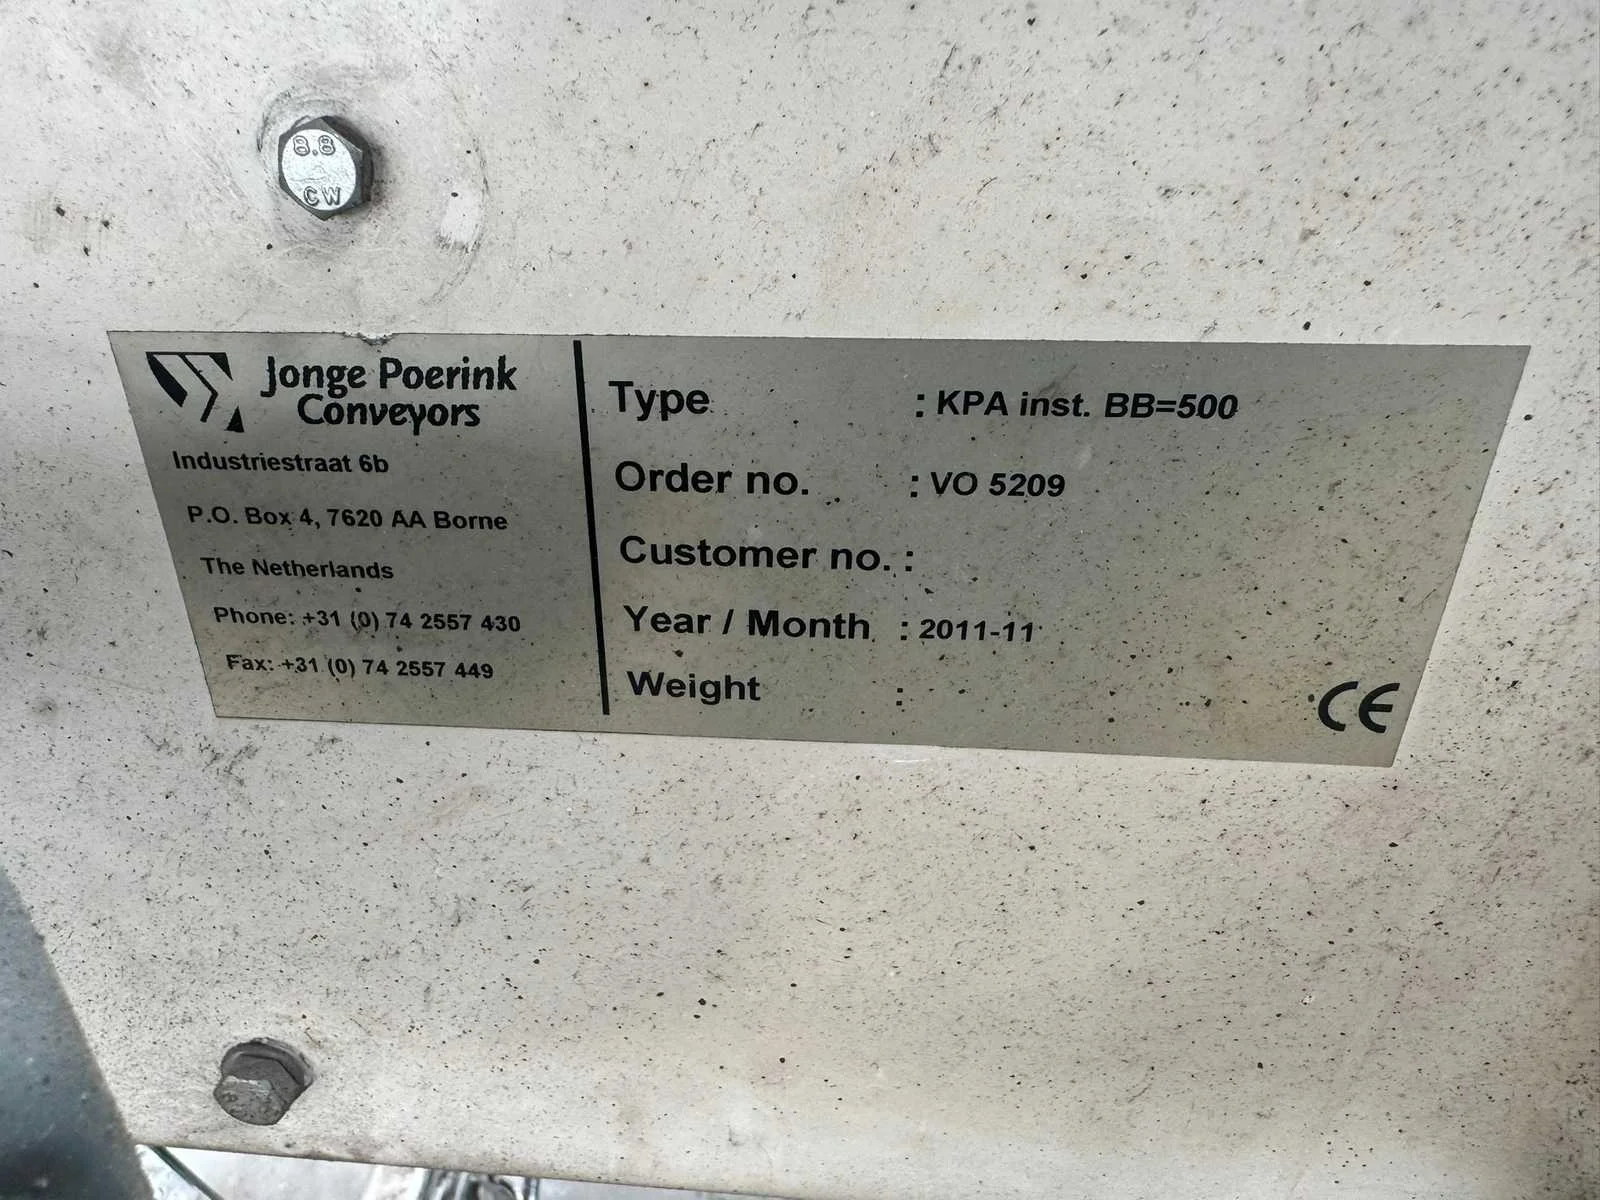 8.8
CW
Jonge Poerink
Conveyors
Industriestraat 6b
P.O. Box 4, 7620 AA Borne
The Netherlands
Phone: +31 (0) 74 2557 430
Fax: +31 (0) 74 2557 449
Type : KPA inst. BB=500
Order no. : VO 5209
Customer no. :
Year / Month : 2011-11
Weight :
CE